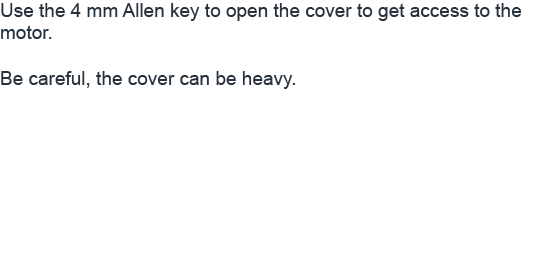 Use the 4 mm Allen key to open the cover to get access to the
motor.
Be careful, the cover can be heavy.